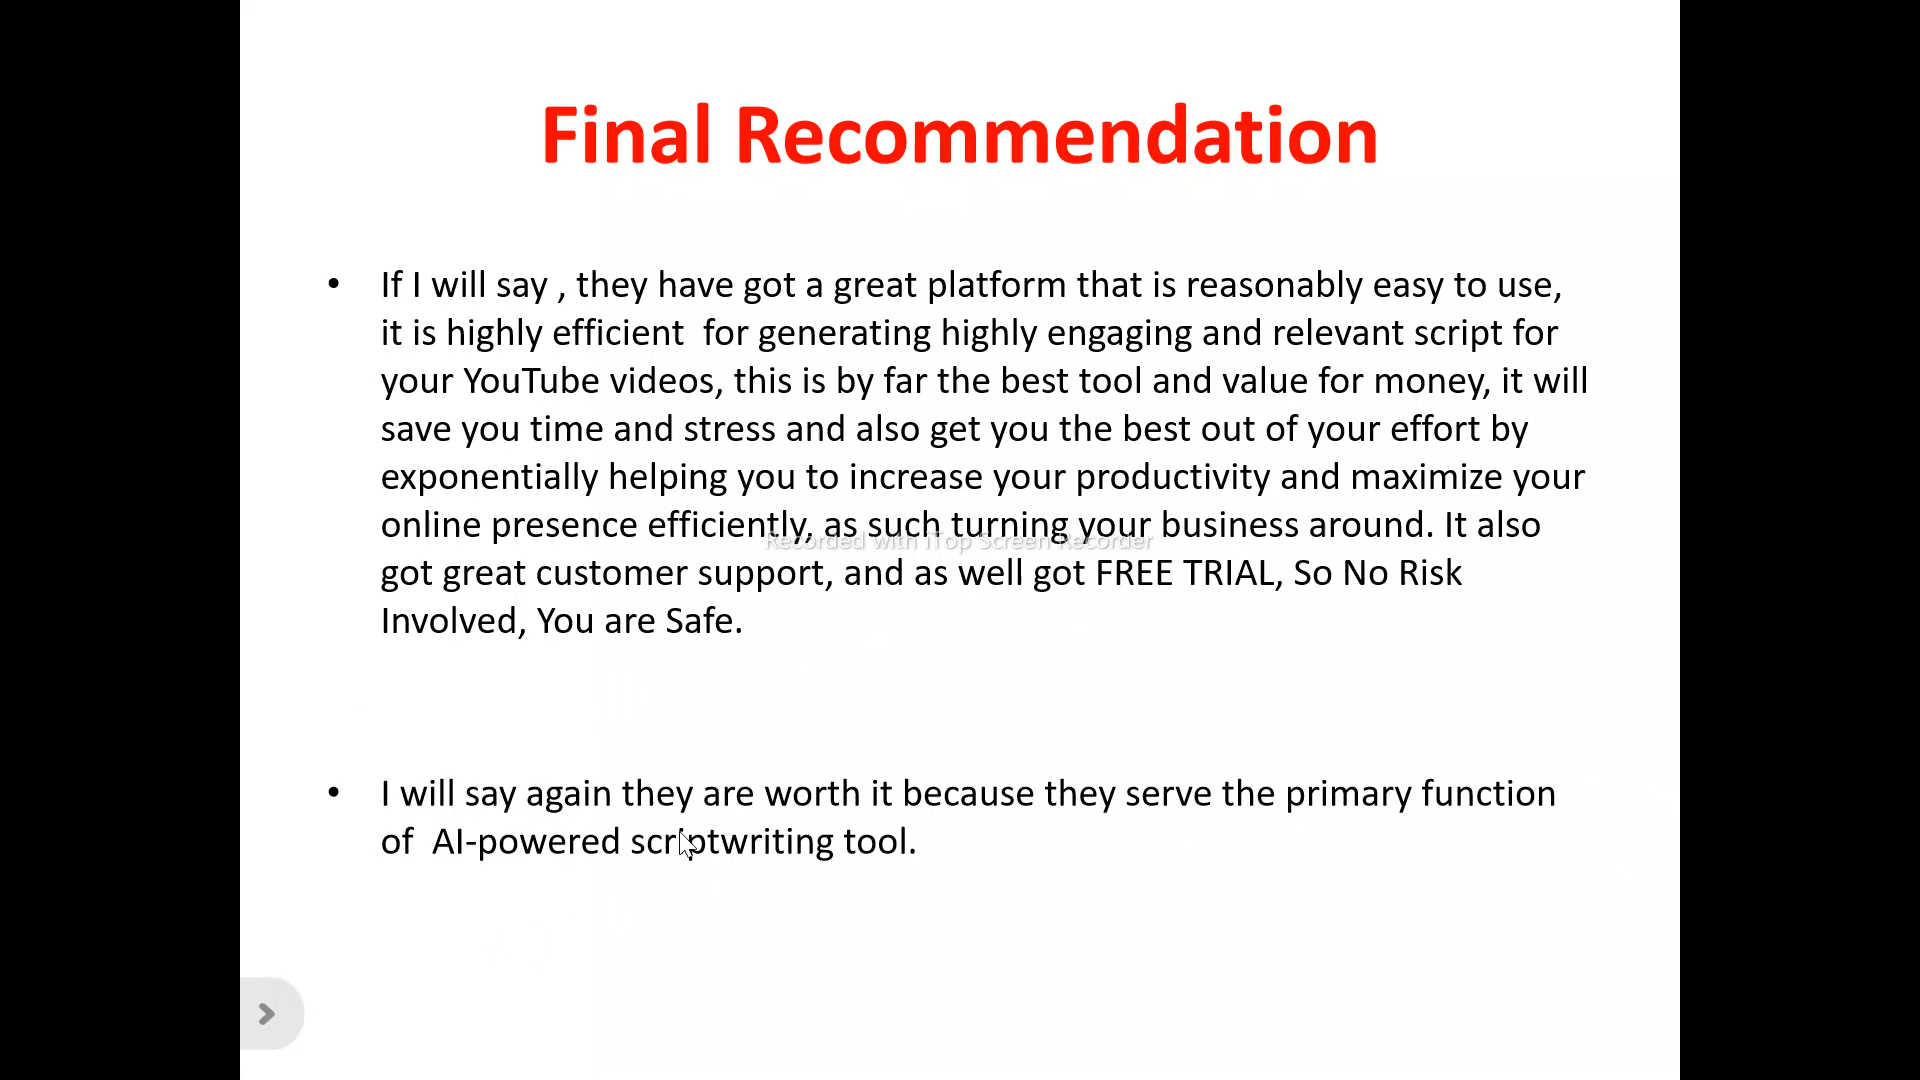 Final Recommendation
• If I will say , they have got a great platform that is reasonably easy to use,
it is highly efficient  for generating highly engaging and relevant script for
your YouTube videos, this is by far the best tool and value for money, it will
save you time and stress and also get you the best out of your effort by
exponentially helping you to increase your productivity and maximize your
online presence efficiently, as such turning your business around. It also
Recorded with iTop Screen Recorder
got great customer support, and as well got FREE TRIAL, So No Risk
Involved, You are Safe.
• I will say again they are worth it because they serve the primary function
of  AI-powered scriptwriting tool.